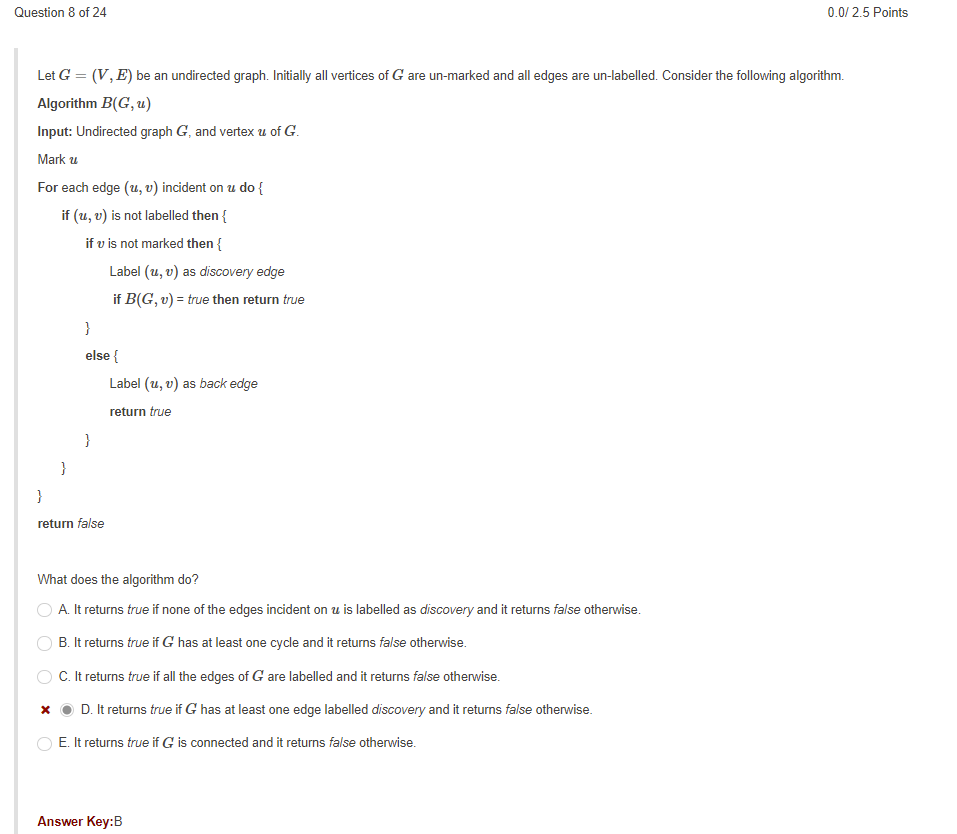 Question 8 of 24
0.0/ 2.5 Points
Let G = (V, E) be an undirected graph. Initially all vertices of G are un-marked and all edges are un-labelled. Consider the following algorithm.
Algorithm B(G, u)
Input: Undirected graph G, and vertex u of G.
Mark u
For each edge (u, v) incident on u do {
if (u, v) is not labelled then {
if v is not marked then {
Label (u, v) as discovery edge
if B(G, v) = true then return true
}
else {
Label (u, v) as back edge
return true
}
}
}
return false
What does the algorithm do?
A. It returns true if none of the edges incident on u is labelled as discovery and it returns false otherwise.
B. It returns true if G has at least one cycle and it returns false otherwise.
C. It returns true if all the edges of G are labelled and it returns false otherwise.
D. It returns true if G has at least one edge labelled discovery and it returns false otherwise.
E. It returns true if G is connected and it returns false otherwise.
Answer Key:B